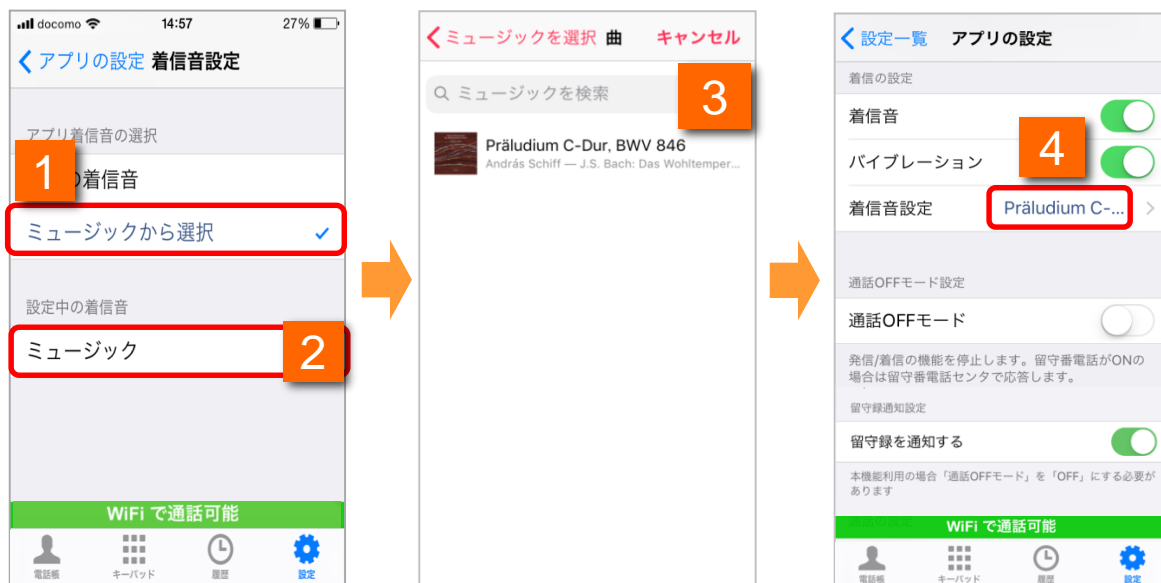 docomo 14:57 27%
アプリの設定 着信音設定
アプリ着信音の選択
1
の着信音
ミュージックから選択
設定中の着信音
ミュージック
2
WiFi で通話可能
電話帳 キーパッド 履歴 設定
ミュージックを選択 曲 キャンセル
ミュージックを検索
3
Präludium C-Dur, BWV 846
András Schiff — J.S. Bach: Das Wohltemper...
設定一覧 アプリの設定
着信の設定
着信音
4
バイブレーション
着信音設定 Präludium C-...
通話OFFモード設定
通話OFFモード
発信/着信の機能を停止します。留守番電話がONの
場合は留守番電話センタで応答します。
留守録通知設定
留守録を通知する
本機能利用の場合「通話OFFモード」を「OFF」にする必要が
あります
通話の設定
WiFi で通話可能
電話帳 キーパッド 履歴 設定